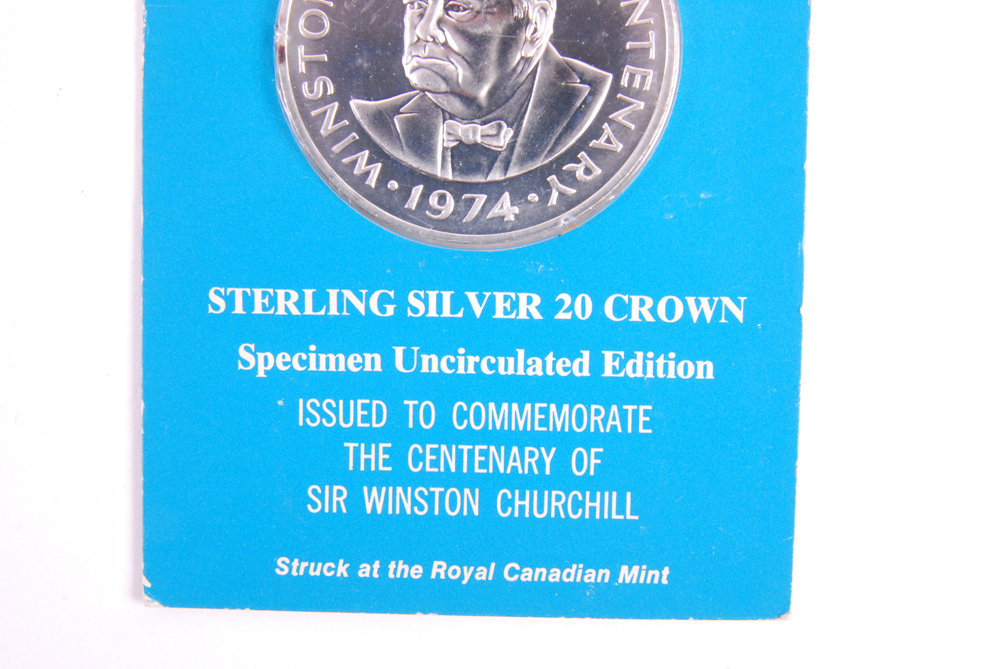 WINSTON
NTENARY
· 1974 ·
STERLING SILVER 20 CROWN
Specimen Uncirculated Edition
ISSUED TO COMMEMORATE
THE CENTENARY OF
SIR WINSTON CHURCHILL
Struck at the Royal Canadian Mint